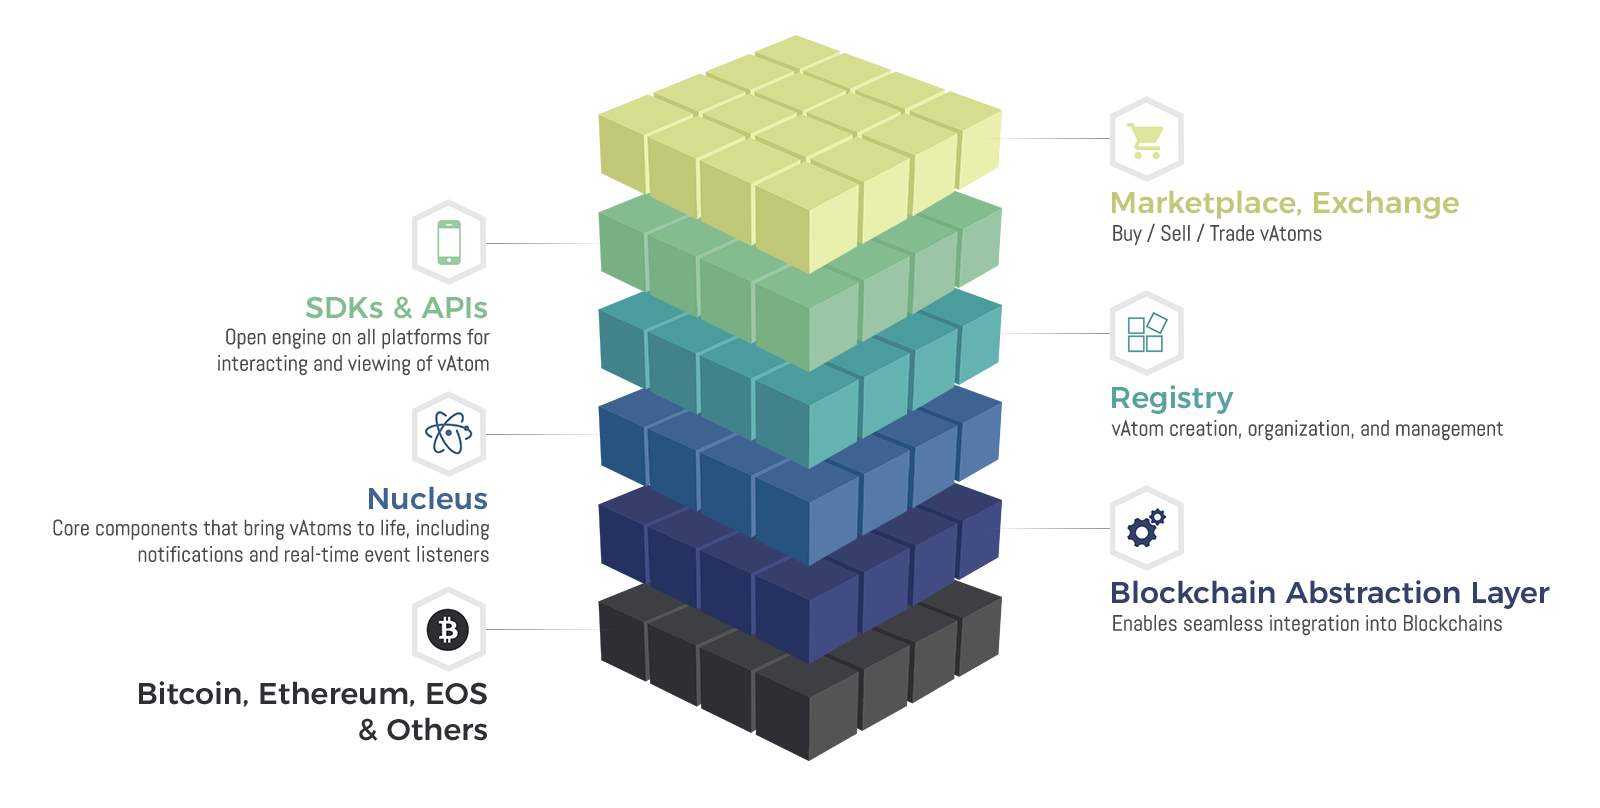 Marketplace, Exchange
Buy / Sell / Trade vAtoms
SDKs & APIs
Open engine on all platforms for
interacting and viewing of vAtom
Registry
vAtom creation, organization, and management
Nucleus
Core components that bring vAtoms to life, including
notifications and real-time event listeners
Blockchain Abstraction Layer
Enables seamless integration into Blockchains
Bitcoin, Ethereum, EOS
& Others